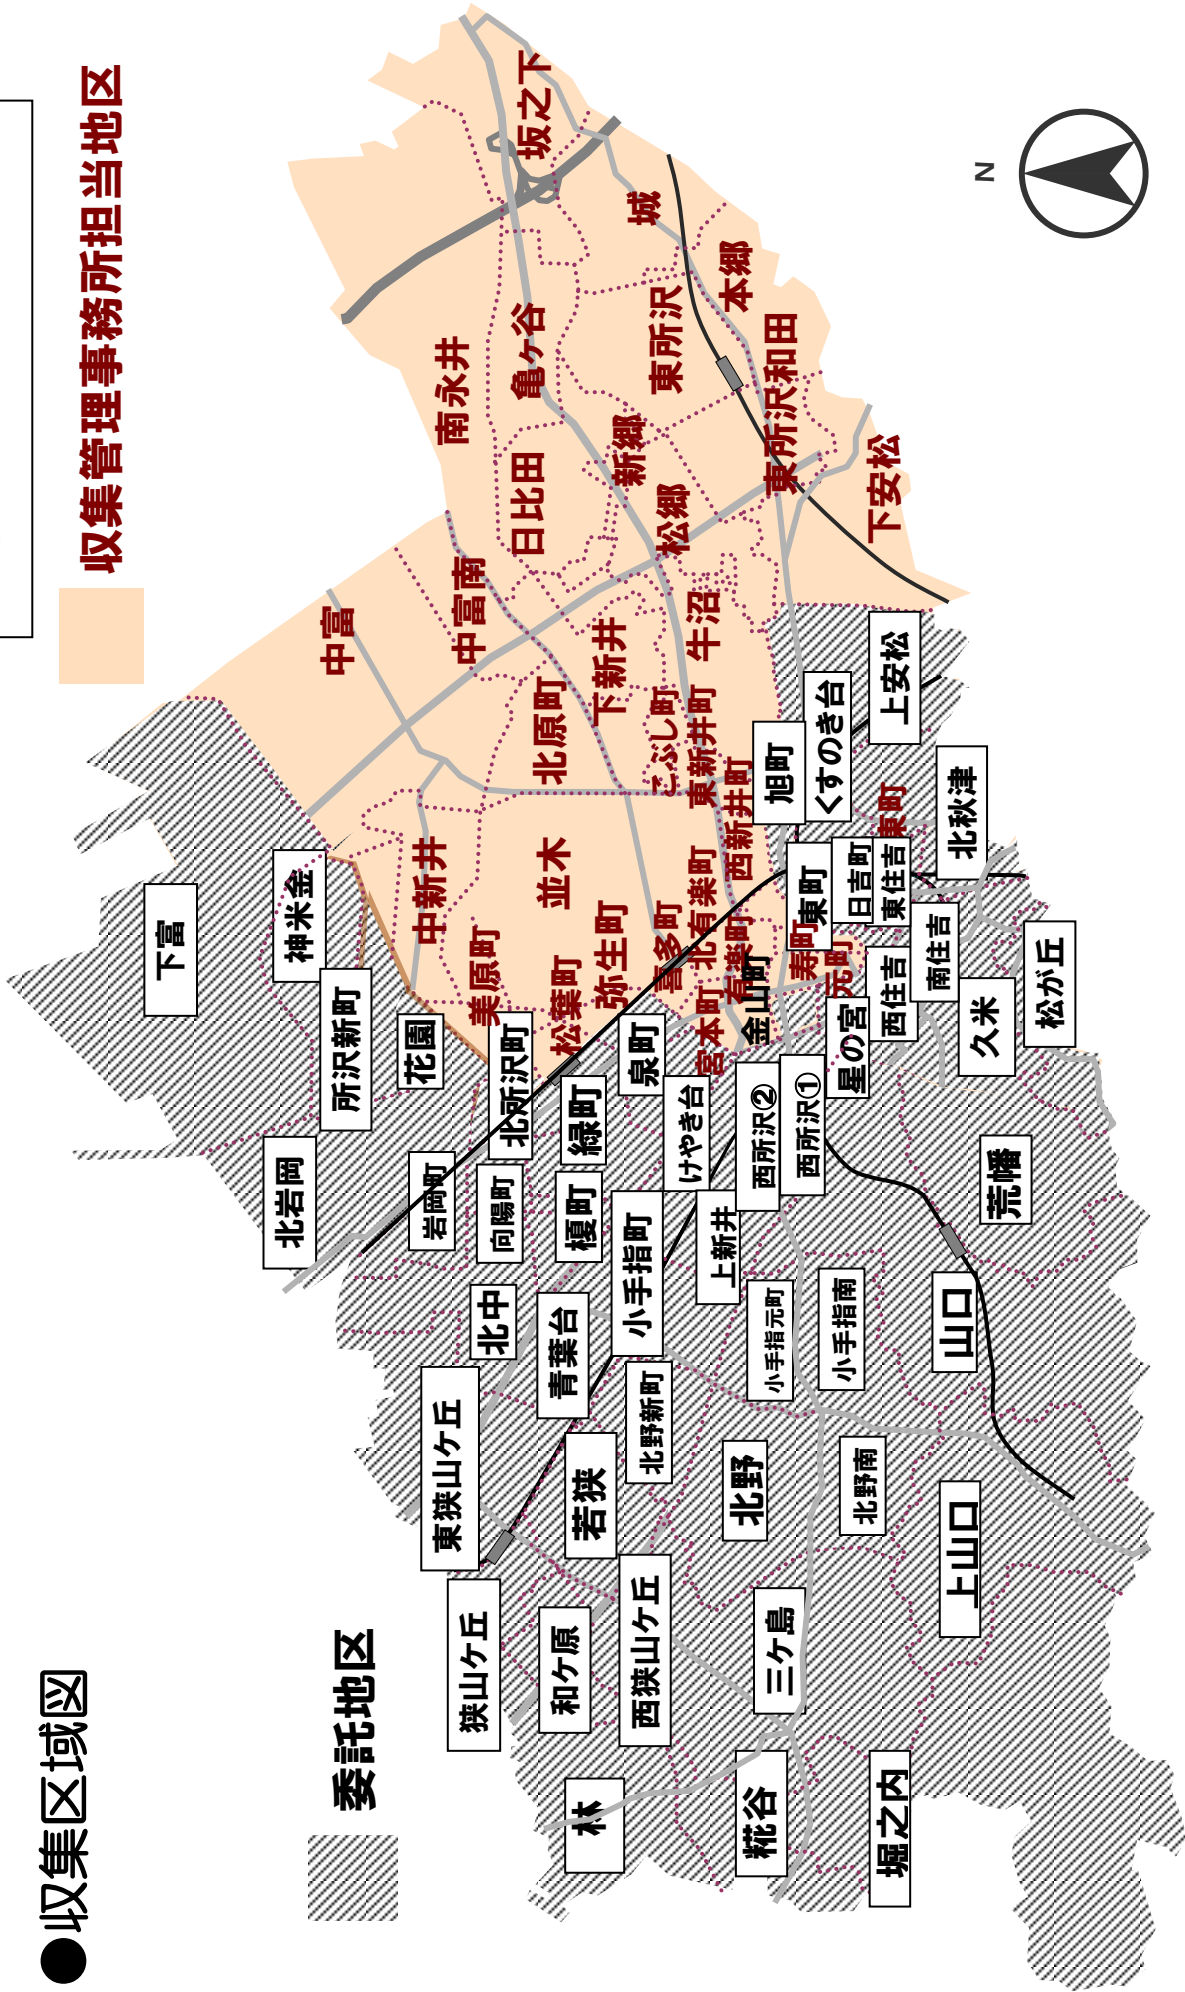 ●収集区域図
収集管理事務所担当地区
委託地区
N
坂之下
城
本郷
東所沢
東所沢和田
下安松
南永井
亀ヶ谷
日比田
新郷
松郷
中富
中富南
牛沼
下新井
北原町
こぶし町
東新井町
西新井町
中新井
並木
美原町
松葉町
弥生町
喜多町
北有楽町
有楽町
宮本町
金山町
寿町
元町
東町
東町
旭町
くすのき台
上安松
北秋津
日吉町
東住吉
南住吉
西住吉
久米
松が丘
星の宮
下富
神米金
所沢新町
花園
北所沢町
泉町
緑町
けやき台
西所沢②
西所沢①
北岩岡
岩岡町
向陽町
榎町
小手指町
上新井
荒幡
北中
青葉台
小手指元町
小手指南
山口
東狭山ケ丘
若狭
北野新町
北野
北野南
上山口
狭山ケ丘
和ケ原
西狭山ケ丘
三ケ島
林
糀谷
堀之内